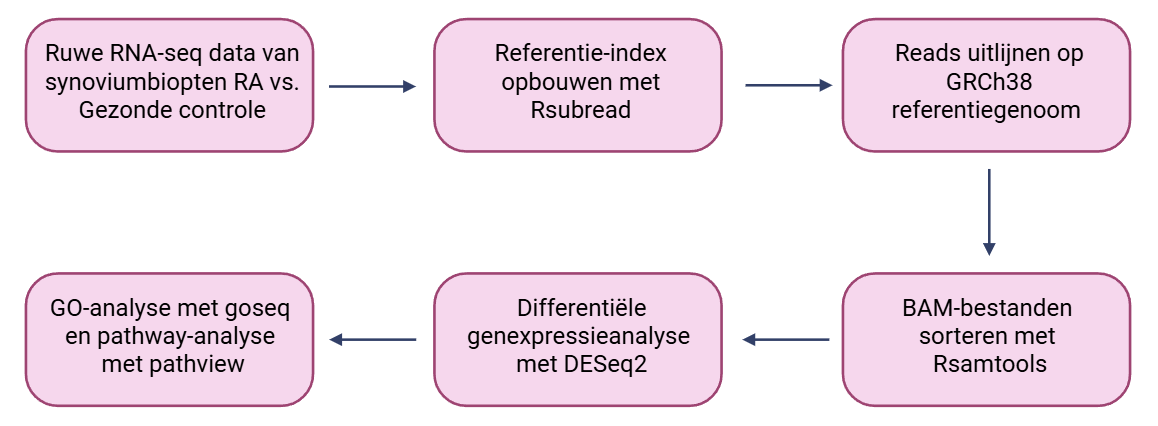 Ruwe RNA-seq data van
synoviumbiopten RA vs.
Gezonde controle
Referentie-index
opbouwen met
Rsubread
Reads uitlijnen op
GRCh38
referentiegenoom
BAM-bestanden
sorteren met
Rsamtools
Differentiële
genexpressieanalyse
met DESeq2
GO-analyse met goseq
en pathway-analyse
met pathview